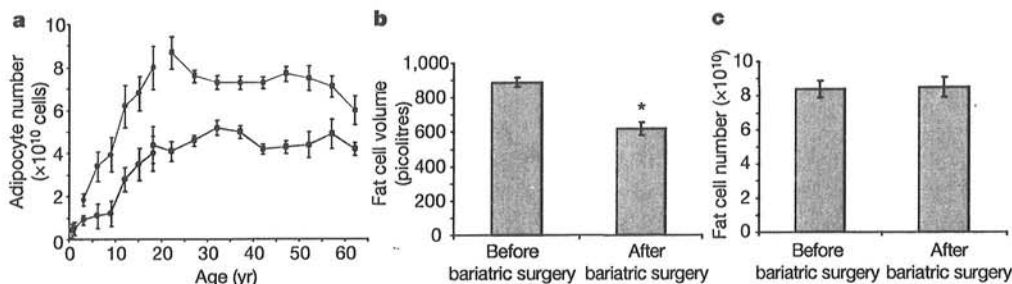 a
Adipocyte number
(×10¹⁰ cells)
10
8
6
4
2
0
0 10 20 30 40 50 60
Age (yr)
b
Fat cell volume
(picolitres)
1,000
800
600
400
200
0
*
Before
bariatric surgery
After
bariatric surgery
c
Fat cell number (×10¹⁰)
10
8
6
4
2
0
Before
bariatric surgery
After
bariatric surgery